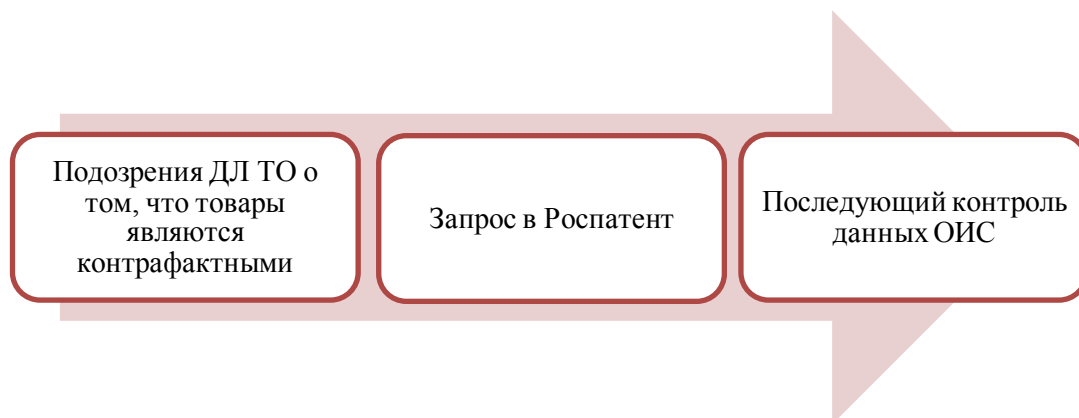 Подозрения ДЛ ТО о
том, что товары
являются
контрафактными
Запрос в Роспатент
Последующий контроль
данных ОИС